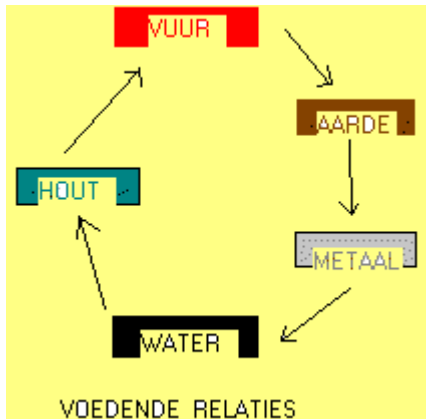 VUUR
AARDE
HOUT
METAAL
WATER
VOEDENDE RELATIES